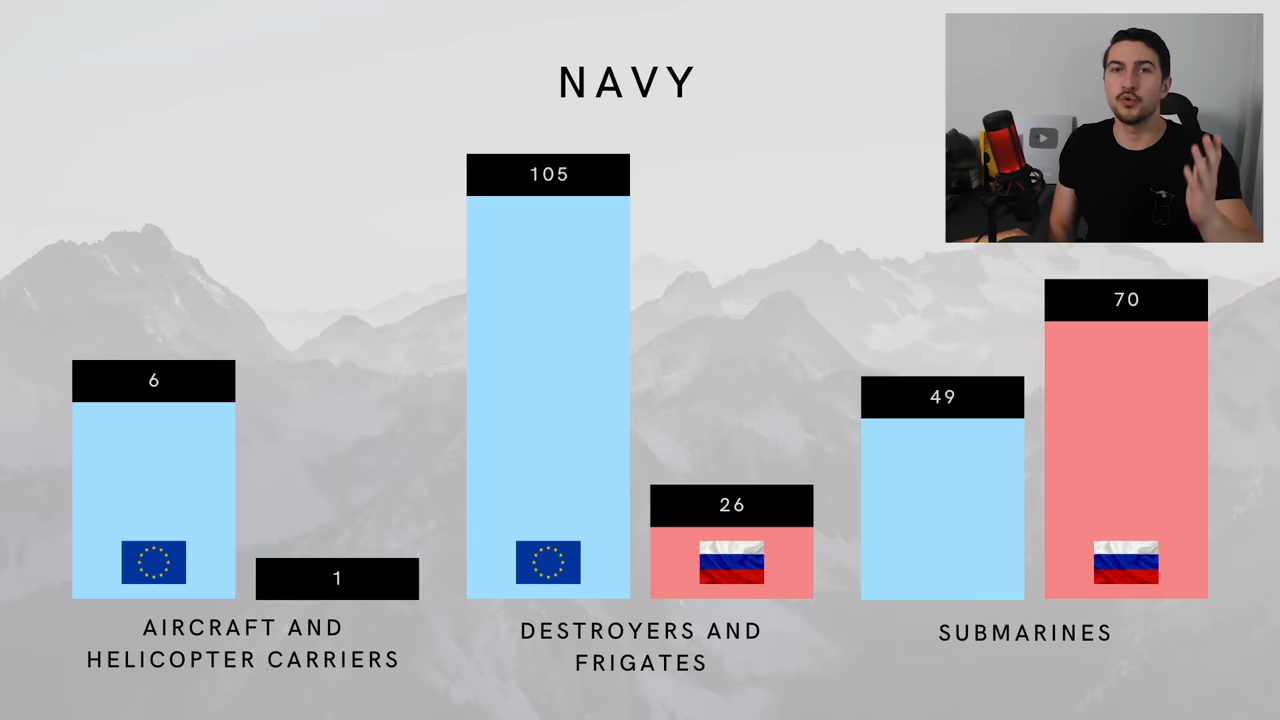 NAVY
105
70
6
49
26
1
AIRCRAFT AND
HELICOPTER CARRIERS
DESTROYERS AND
FRIGATES
SUBMARINES